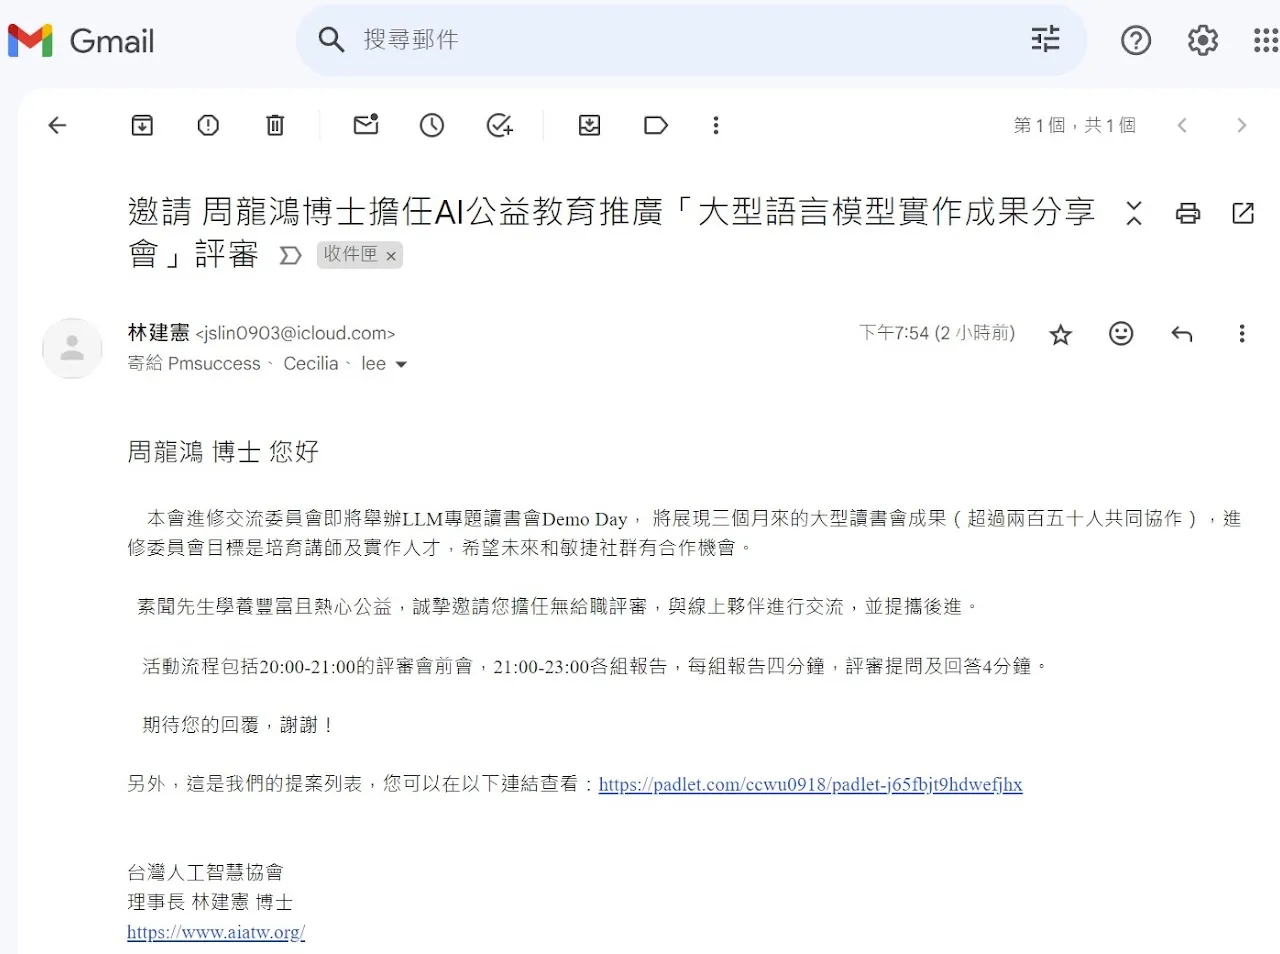 Gmail
搜尋郵件
第 1 個，共 1 個
邀請 周龍鴻博士擔任AI公益教育推廣「大型語言模型實作成果分享
會」評審 收件匣 ×
林建憲 <jslin0903@icloud.com>
下午7:54 (2 小時前)
寄給 Pmsuccess、 Cecilia、 lee
周龍鴻 博士 您好
本會進修交流委員會即將舉辦LLM專題讀書會Demo Day， 將展現三個月來的大型讀書會成果（超過兩百五十人共同協作），進
修委員會目標是培育講師及實作人才，希望未來和敏捷社群有合作機會。
素聞先生學養豐富且熱心公益，誠摯邀請您擔任無給職評審，與線上夥伴進行交流，並提攜後進。
活動流程包括20:00-21:00的評審會前會，21:00-23:00各組報告，每組報告四分鐘，評審提問及回答4分鐘。
期待您的回覆，謝謝！
另外，這是我們的提案列表，您可以在以下連結查看：https://padlet.com/ccwu0918/padlet-j65fbjt9hdwefjhx
台灣人工智慧協會
理事長 林建憲 博士
https://www.aiatw.org/